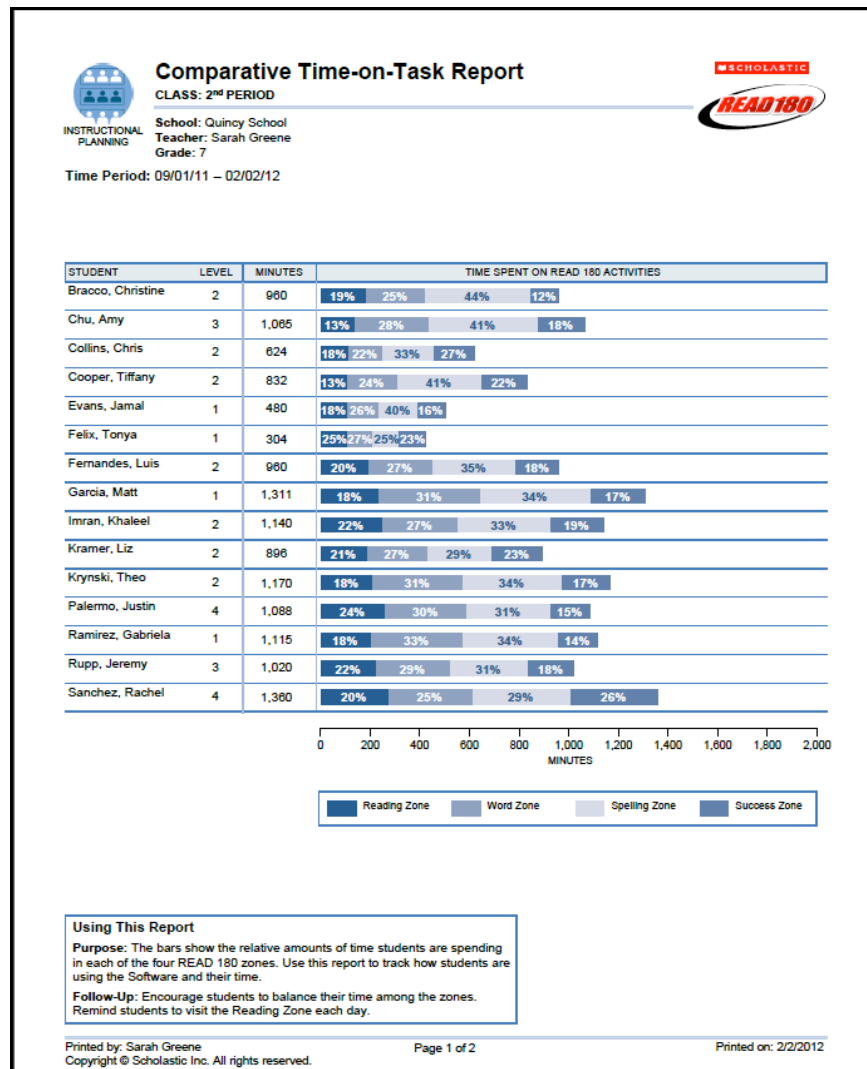 Comparative Time-on-Task Report
CLASS: 2nd PERIOD
SCHOLASTIC
READ 180
INSTRUCTIONAL
PLANNING
School: Quincy School
Teacher: Sarah Greene
Grade: 7
Time Period: 09/01/11 – 02/02/12
STUDENT LEVEL MINUTES TIME SPENT ON READ 180 ACTIVITIES
Bracco, Christine 2 960 19% 25% 44% 12%
Chu, Amy 3 1,065 13% 28% 41% 18%
Collins, Chris 2 624 18% 22% 33% 27%
Cooper, Tiffany 2 832 13% 24% 41% 22%
Evans, Jamal 1 480 18% 26% 40% 16%
Felix, Tonya 1 304 25% 27% 25% 23%
Fernandes, Luis 2 960 20% 27% 35% 18%
Garcia, Matt 1 1,311 18% 31% 34% 17%
Imran, Khaleel 2 1,140 22% 27% 33% 19%
Kramer, Liz 2 896 21% 27% 29% 23%
Krynski, Theo 2 1,170 18% 31% 34% 17%
Palermo, Justin 4 1,088 24% 30% 31% 15%
Ramirez, Gabriela 1 1,115 18% 33% 34% 14%
Rupp, Jeremy 3 1,020 22% 29% 31% 18%
Sanchez, Rachel 4 1,360 20% 25% 29% 26%
0 200 400 600 800 1,000 1,200 1,400 1,600 1,800 2,000
MINUTES
Reading Zone Word Zone Spelling Zone Success Zone
Using This Report
Purpose: The bars show the relative amounts of time students are spending
in each of the four READ 180 zones. Use this report to track how students are
using the Software and their time.
Follow-Up: Encourage students to balance their time among the zones.
Remind students to visit the Reading Zone each day.
Printed by: Sarah Greene Page 1 of 2 Printed on: 2/2/2012
Copyright © Scholastic Inc. All rights reserved.